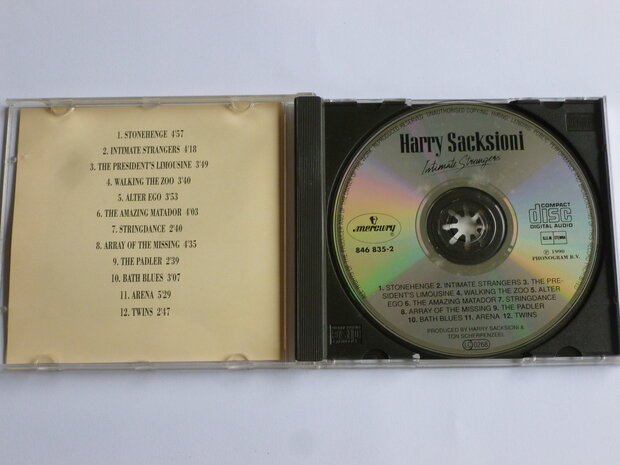 1. STONEHENGE 4'57
2. INTIMATE STRANGERS 4'18
3. THE PRESIDENT'S LIMOUSINE 3'49
4. WALKING THE ZOO 3'40
5. ALTER EGO 3'53
6. THE AMAZING MATADOR 4'03
7. STRINGDANCE 2'40
8. ARRAY OF THE MISSING 4'35
9. THE PADLER 2'39
10. BATH BLUES 3'07
11. ARENA 5'29
12. TWINS 2'47
UNAUTHORISED COPYING
Harry Sacksioni
Intimate Strangers
mercury
846 835-2
COMPACT
disc
DIGITAL AUDIO
STEMRA
℗ 1990
PHONOGRAM B.V.
1. STONEHENGE 2. INTIMATE STRANGERS 3. THE PRE-
SIDENT'S LIMOUSINE 4. WALKING THE ZOO 5. ALTER
EGO 6. THE AMAZING MATADOR 7. STRINGDANCE
8. ARRAY OF THE MISSING 9. THE PADLER
10. BATH BLUES 11. ARENA 12. TWINS
PRODUCED BY HARRY SACKSIONI &
TON SCHERPENZEEL
LC 0268